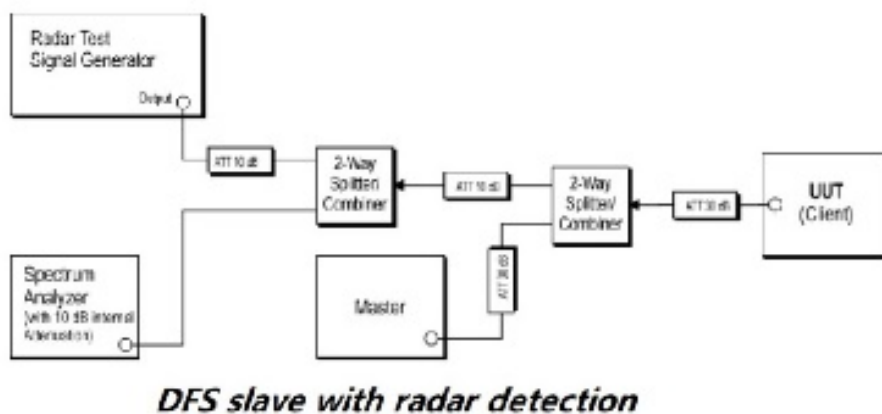 Radar Test
Signal Generator
Output
ATT 10 dB
2-Way
Splitter/
Combiner
ATT 10 dB
2-Way
Splitter/
Combiner
ATT 30 dB
UUT
(Client)
ATT 30 dB
Spectrum
Analyzer
(with 10 dB internal
Attenuation)
Master
DFS slave with radar detection